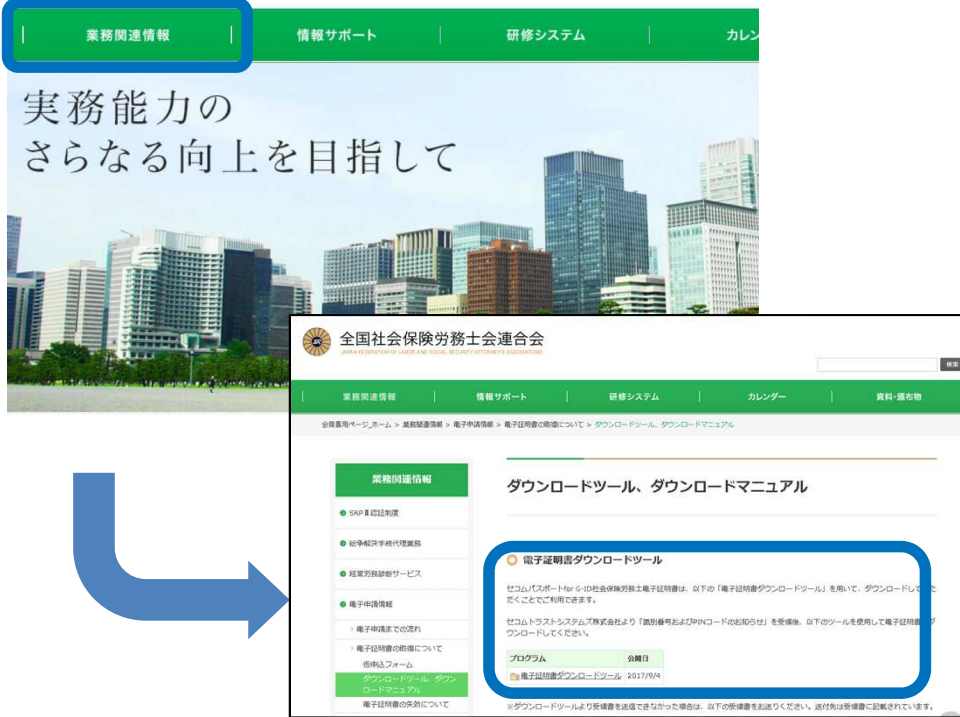 業務関連情報
情報サポート
研修システム
カレン
実務能力の
さらなる向上を目指して
全国社会保険労務士会連合会
JAPAN FEDERATION OF LABOR AND SOCIAL SECURITY ATTORNEY'S ASSOCIATIONS
検索
業務関連情報
情報サポート
研修システム
カレンダー
資料・頒布物
会員専用ページ_ホーム > 業務関連情報 > 電子申請情報 > 電子証明書の取得について > ダウンロードツール、ダウンロードマニュアル
業務関連情報
SRPⅡ認証制度
紛争解決手続代理業務
経営労務診断サービス
電子申請情報
電子申請までの流れ
電子証明書の取得について
仮申込フォーム
ダウンロードツール、ダウン
ロードマニュアル
電子証明書の失効について
ダウンロードツール、ダウンロードマニュアル
電子証明書ダウンロードツール
セコムパスポートfor G-ID社会保険労務士電子証明書は、以下の「電子証明書ダウンロードツール」を用いて、ダウンロードしていた
だくことでご利用できます。
セコムトラストシステムズ株式会社より「識別番号およびPINコードのお知らせ」を受領後、以下のツールを使用して電子証明書をダ
ウンロードしてください。
プログラム 公開日
電子証明書ダウンロードツール 2017/9/4
※ダウンロードツールより受領書を送信できなかった場合は、以下の受領書をお送りください。送付先は受領書に記載されています。